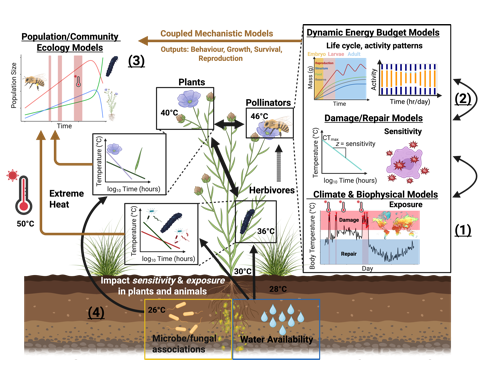 Population/Community
Ecology Models
(3)
Population Size
Time
Coupled Mechanistic Models
Outputs: Behaviour, Growth, Survival,
Reproduction
Dynamic Energy Budget Models
Life cycle, activity patterns
Embryo Larvae Adult
Reproduction
Mass (g)
Time
Activity
Time (hr/day)
(2)
Damage/Repair Models
Temperature (°C)
CTmax
z = sensitivity
Sensitivity
log10 Time (hours)
Climate & Biophysical Models
Body Temperature (°C)
Exposure
Damage
Repair
Day
(1)
Plants
40°C
Pollinators
46°C
Herbivores
36°C
Temperature (°C)
log10 Time (hours)
Temperature (°C)
log10 Time (hours)
Extreme
Heat
50°C
30°C
28°C
Impact sensitivity & exposure
in plants and animals
(4)
26°C
Microbe/fungal
associations
Water Availability